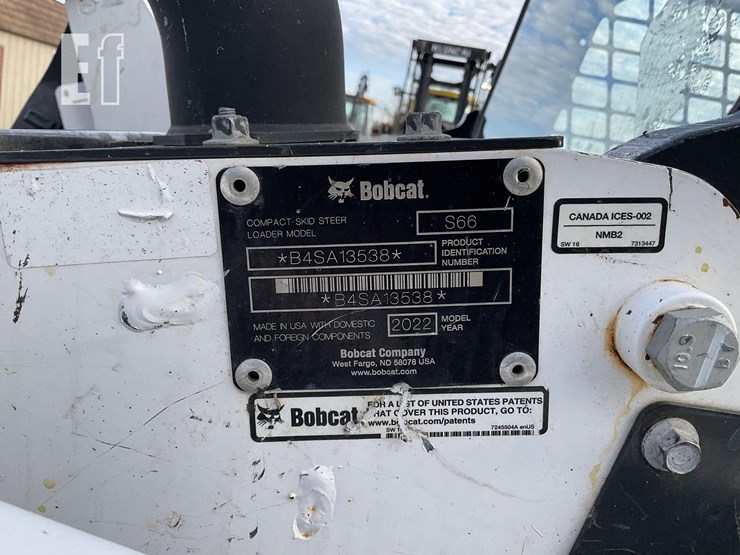 Ef
Bobcat
COMPACT SKID STEER
LOADER MODEL
S66
*B4SA13538*
PRODUCT
IDENTIFICATION
NUMBER
*B4SA13538*
MADE IN USA WITH DOMESTIC
AND FOREIGN COMPONENTS
2022
MODEL
YEAR
Bobcat Company
West Fargo, ND 58078 USA
www.bobcat.com
CANADA ICES-002
NMB2
SW 16 7313447
10.9
Bobcat
FOR A LIST OF UNITED STATES PATENTS
THAT COVER THIS PRODUCT, GO TO:
www.bobcat.com/patents
SW 7245504A enUS